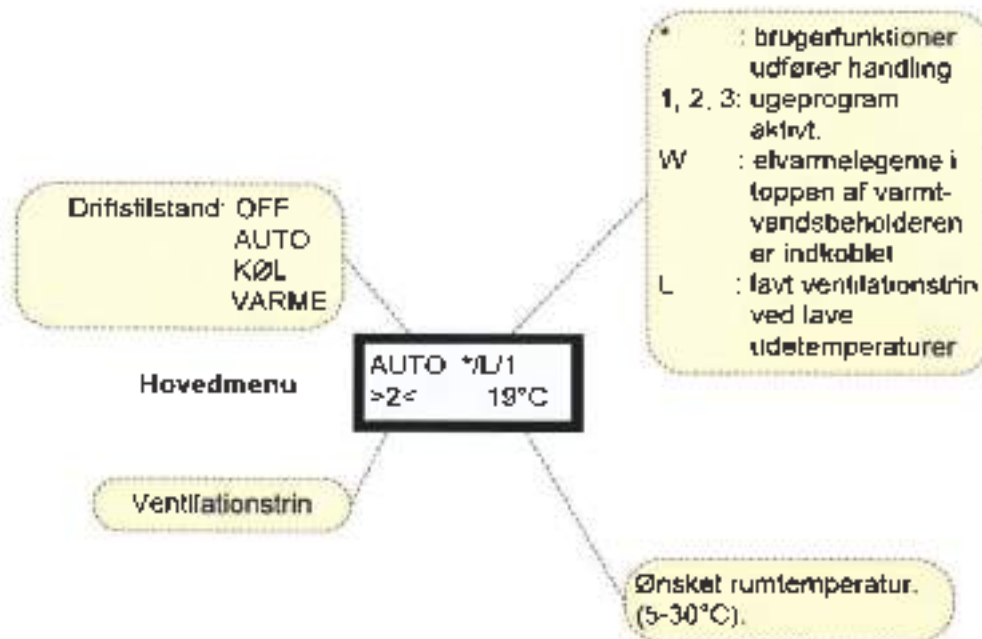 * : brugerfunktioner
udfører handling
1, 2, 3: ugeprogram
aktivt.
W : elvarmelegeme i
toppen af varmt-
vandsbeholderen
er indkoblet
L : lavt ventilationstrin
ved lave
udetemperaturer
Driftstilstand: OFF
AUTO
KØL
VARME
Hovedmenu
AUTO */L/1
>2< 19°C
Ventilationstrin
Ønsket rumtemperatur.
(5-30°C).